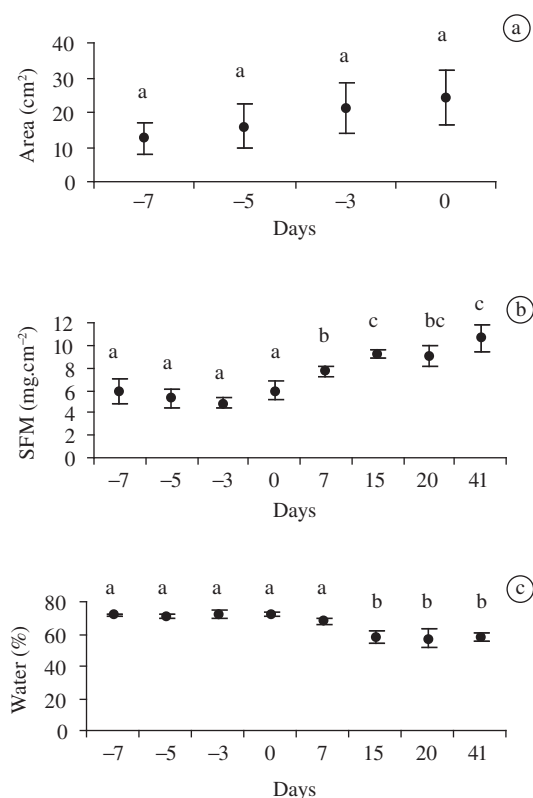 a
Area (cm²)
40
30
20
10
0
a a a a
−7 −5 −3 0
Days
b
SFM (mg.cm⁻²)
12
10
8
6
4
2
0
a a a a b c bc c
−7 −5 −3 0 7 15 20 41
Days
c
Water (%)
80
60
40
20
0
a a a a a b b b
−7 −5 −3 0 7 15 20 41
Days